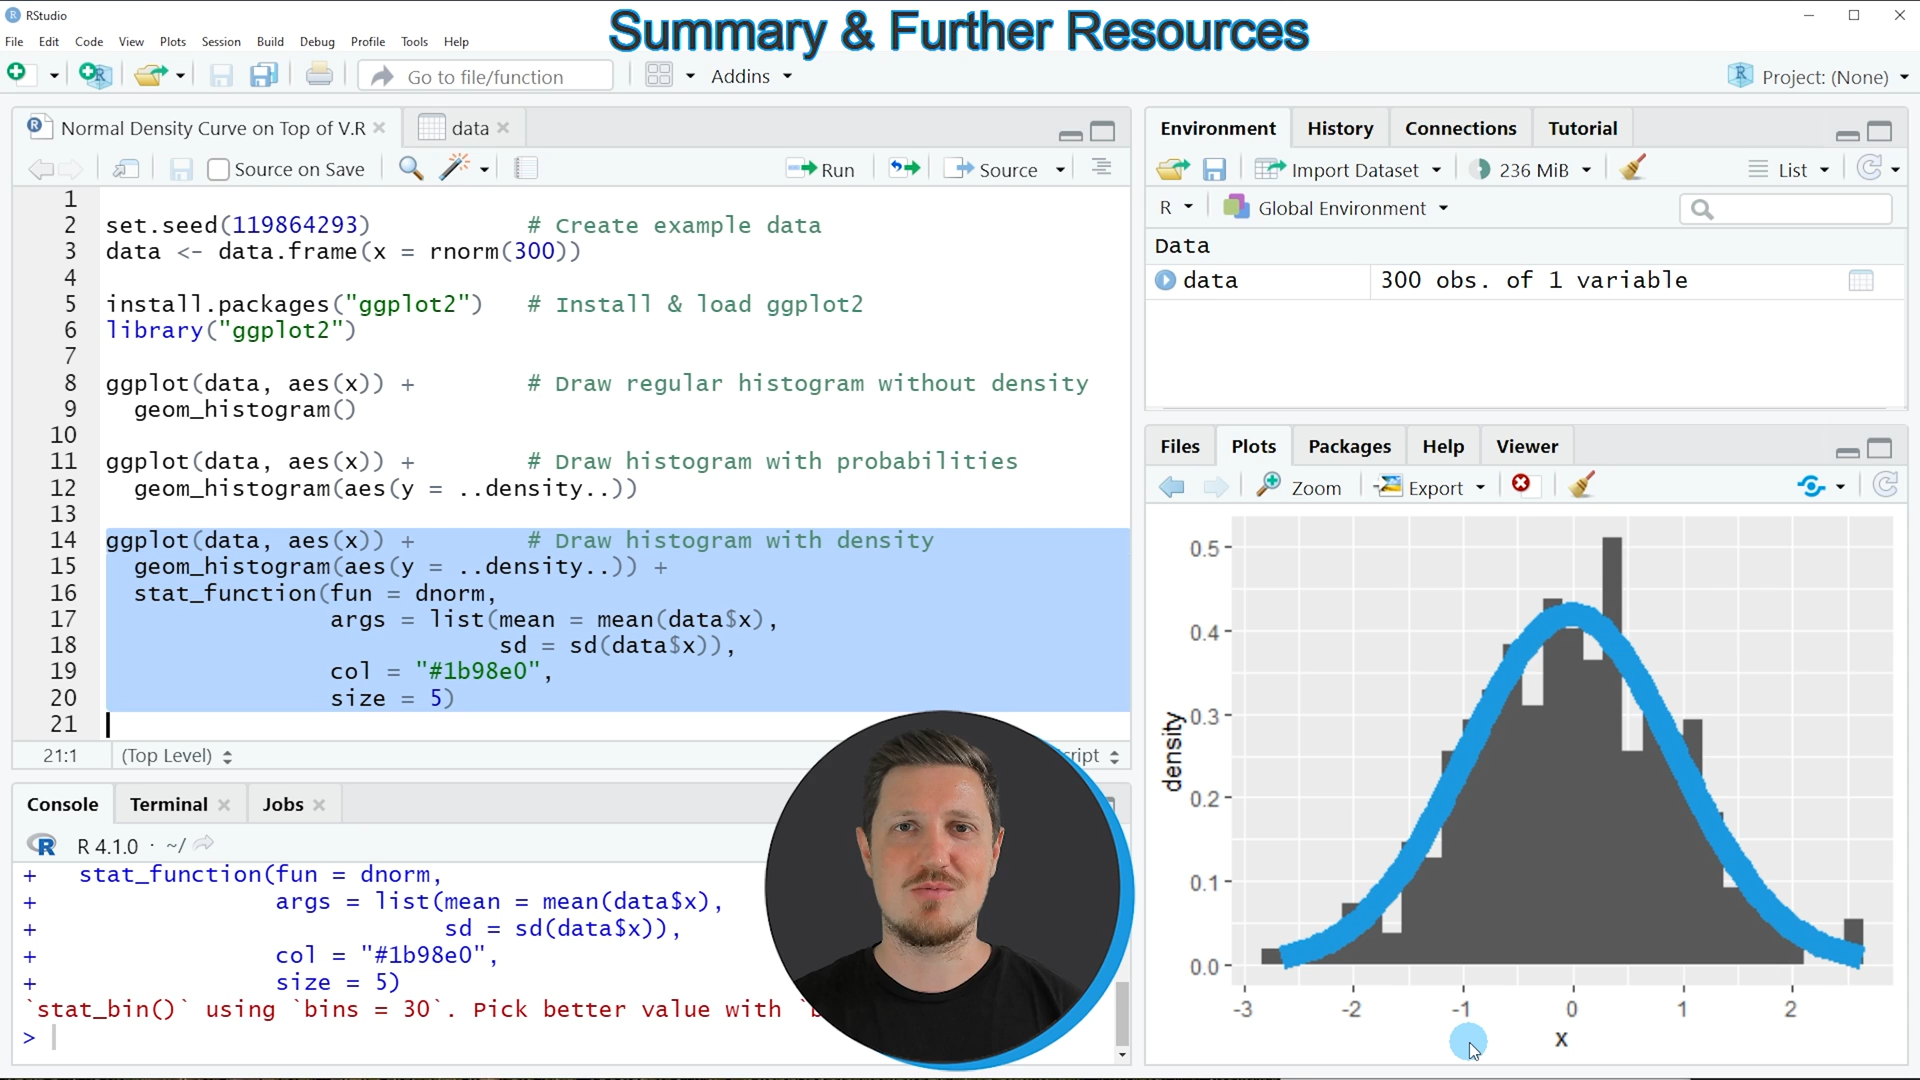 RStudio
Summary & Further Resources
File Edit Code View Plots Session Build Debug Profile Tools Help
Go to file/function
Addins
Project: (None)
Normal Density Curve on Top of V.R
data
Source on Save
Run
Source
1
2 set.seed(119864293) # Create example data
3 data <- data.frame(x = rnorm(300))
4
5 install.packages("ggplot2") # Install & load ggplot2
6 library("ggplot2")
7
8 ggplot(data, aes(x)) + # Draw regular histogram without density
9 geom_histogram()
10
11 ggplot(data, aes(x)) + # Draw histogram with probabilities
12 geom_histogram(aes(y = ..density..))
13
14 ggplot(data, aes(x)) + # Draw histogram with density
15 geom_histogram(aes(y = ..density..)) +
16 stat_function(fun = dnorm,
17 args = list(mean = mean(data$x),
18 sd = sd(data$x)),
19 col = "#1b98e0",
20 size = 5)
21
21:1 (Top Level)
Console Terminal Jobs
R 4.1.0 · ~/
+ stat_function(fun = dnorm,
+ args = list(mean = mean(data$x),
+ sd = sd(data$x)),
+ col = "#1b98e0",
+ size = 5)
`stat_bin()` using `bins = 30`. Pick better value with
>
Environment History Connections Tutorial
Import Dataset
236 MiB
List
R
Global Environment
Data
data 300 obs. of 1 variable
Files Plots Packages Help Viewer
Zoom
Export
0.5
0.4
0.3
0.2
0.1
0.0
density
-3 -2 -1 0 1 2
x